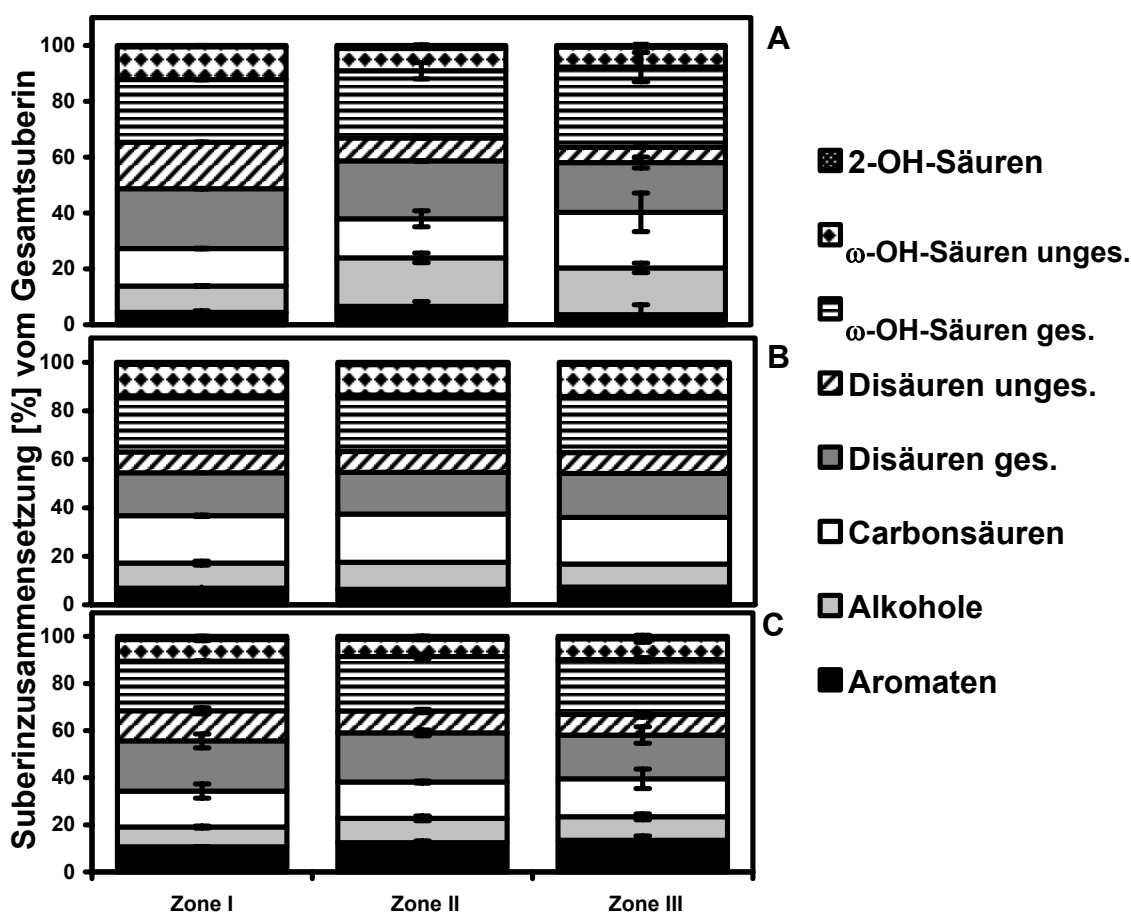 Suberinzusammensetzung [%] vom Gesamtsuberin
A
100
80
60
40
20
0
B
100
80
60
40
20
0
C
100
80
60
40
20
0
Zone I
Zone II
Zone III
2-OH-Säuren
ω-OH-Säuren unges.
ω-OH-Säuren ges.
Disäuren unges.
Disäuren ges.
Carbonsäuren
Alkohole
Aromaten